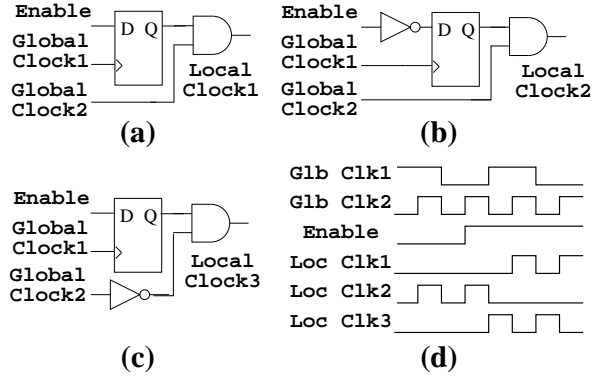 Enable
Global
Clock1
Global
Clock2
D Q
Local
Clock1
(a)
Enable
Global
Clock1
Global
Clock2
D Q
Local
Clock2
(b)
Enable
Global
Clock1
Global
Clock2
D Q
Local
Clock3
(c)
Glb Clk1
Glb Clk2
Enable
Loc Clk1
Loc Clk2
Loc Clk3
(d)